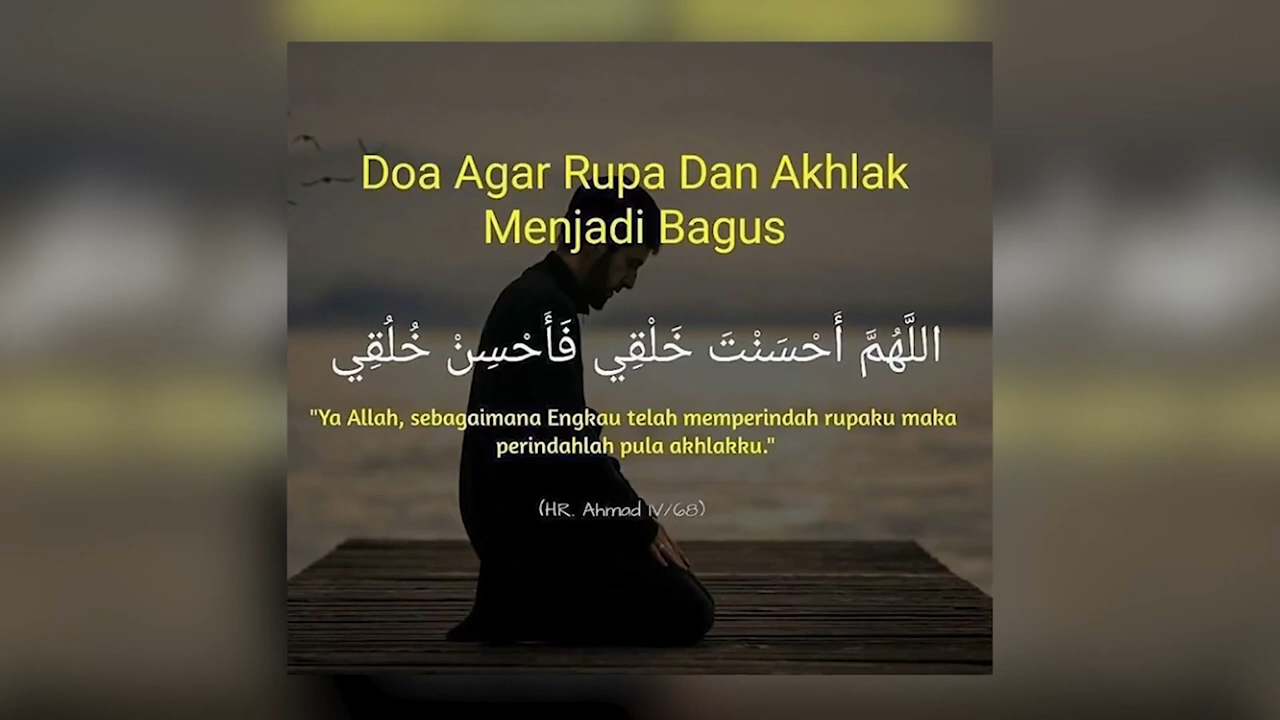 Doa Agar Rupa Dan Akhlak
Menjadi Bagus
اللَّهُمَّ أَحْسَنْتَ خَلْقِي فَأَحْسِنْ خُلُقِي
"Ya Allah, sebagaimana Engkau telah memperindah rupaku maka
perindahlah pula akhlakku."
(HR. Ahmad IV/68)